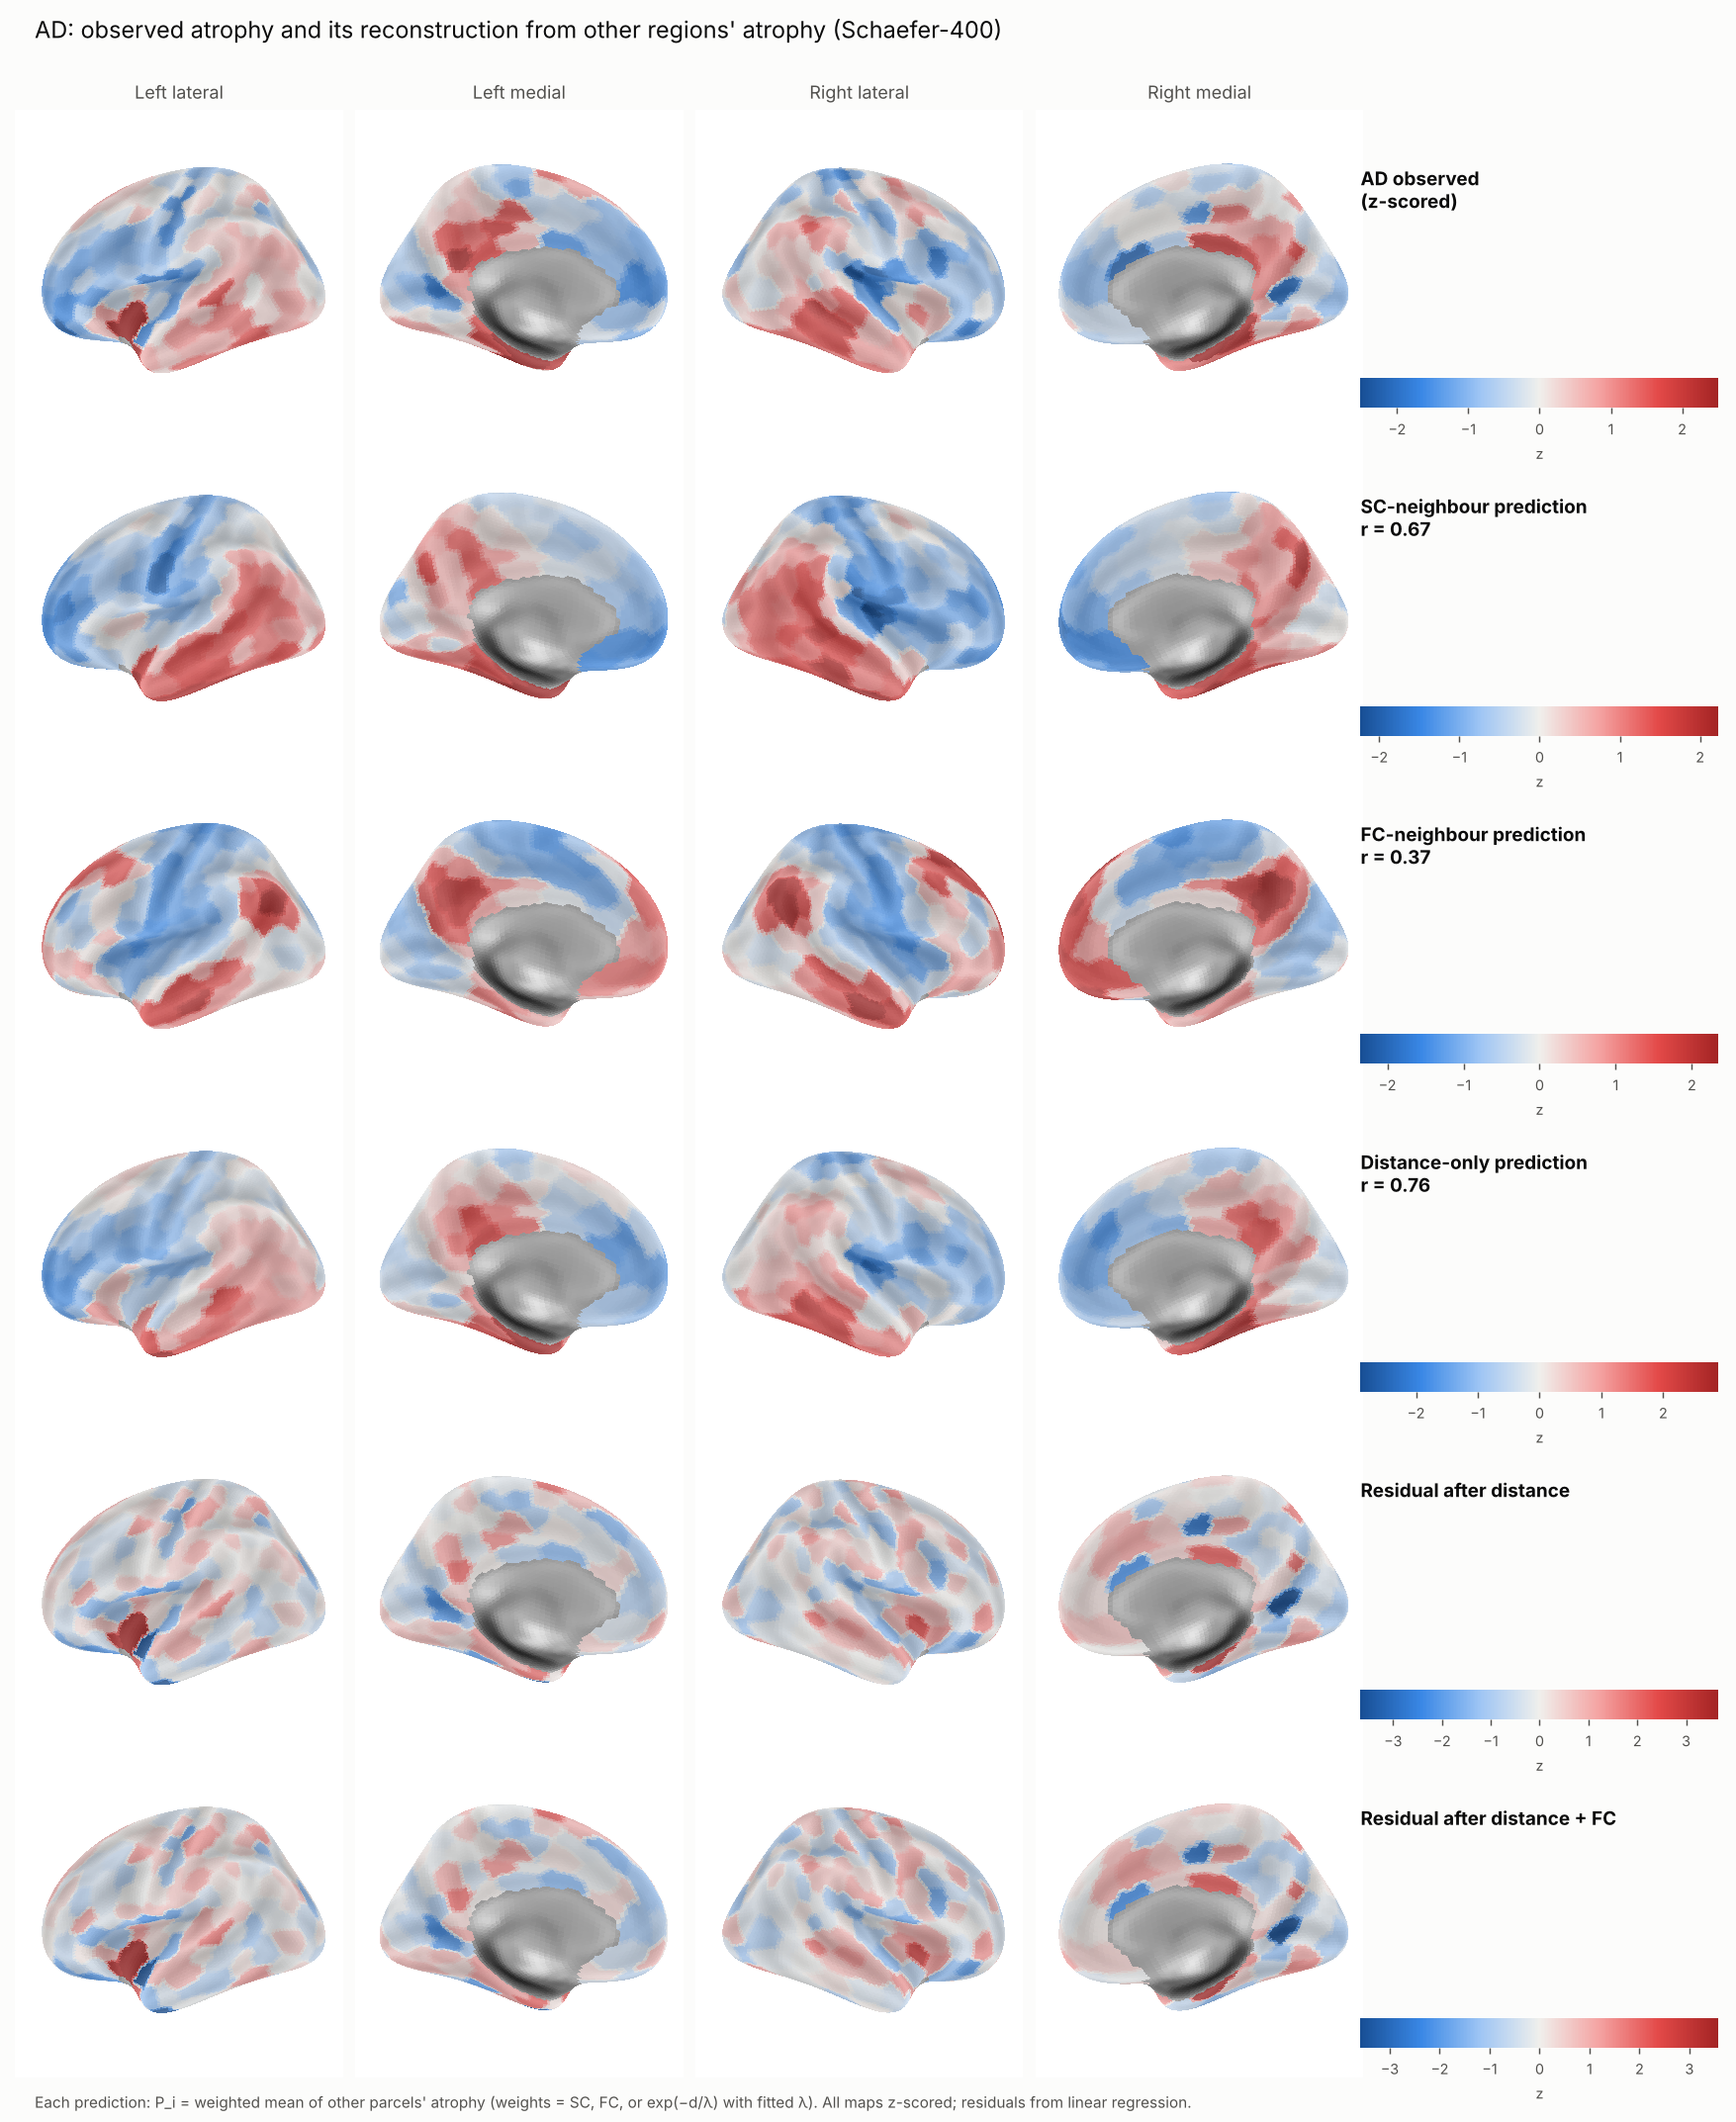 AD: observed atrophy and its reconstruction from other regions' atrophy (Schaefer-400)
Left lateral
Left medial
Right lateral
Right medial
AD observed
(z-scored)
−2
−1
0
1
2
z
SC-neighbour prediction
r = 0.67
−2
−1
0
1
2
z
FC-neighbour prediction
r = 0.37
−2
−1
0
1
2
z
Distance-only prediction
r = 0.76
−2
−1
0
1
2
z
Residual after distance
−3
−2
−1
0
1
2
3
z
Residual after distance + FC
−3
−2
−1
0
1
2
3
z
Each prediction: P_i = weighted mean of other parcels' atrophy (weights = SC, FC, or exp(−d/λ) with fitted λ). All maps z-scored; residuals from linear regression.